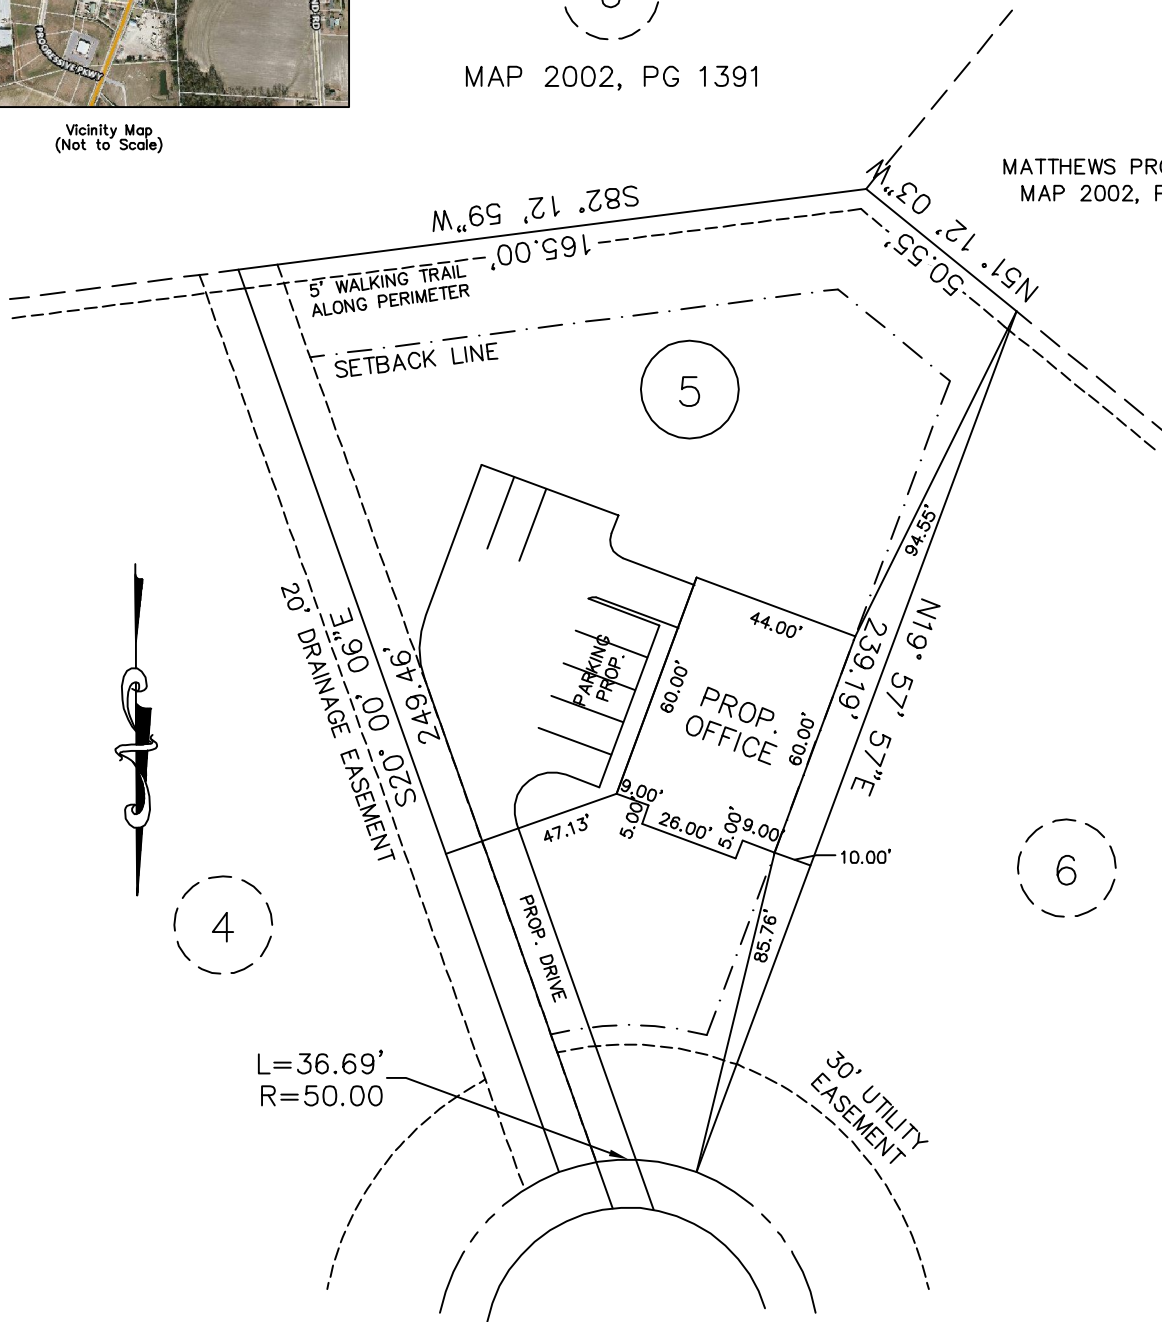 PROGRESSIVE PKWY
ND RD
Vicinity Map
(Not to Scale)
MAP 2002, PG 1391
MATTHEWS PRO
MAP 2002, P
S82° 12' 59"W
165.00'
N51° 12' 03"W
50.55'
5' WALKING TRAIL
ALONG PERIMETER
SETBACK LINE
5
94.55'
N19° 57' 57"E
239.19'
44.00'
60.00'
PROP.
OFFICE
60.00'
PARKING
PROP.
20' DRAINAGE EASEMENT
S20° 00' 06"E
249.46'
9.00'
5.00'
26.00'
5.00'
9.00'
10.00'
47.13'
85.76'
PROP. DRIVE
4
6
L=36.69'
R=50.00
30' UTILITY
EASEMENT